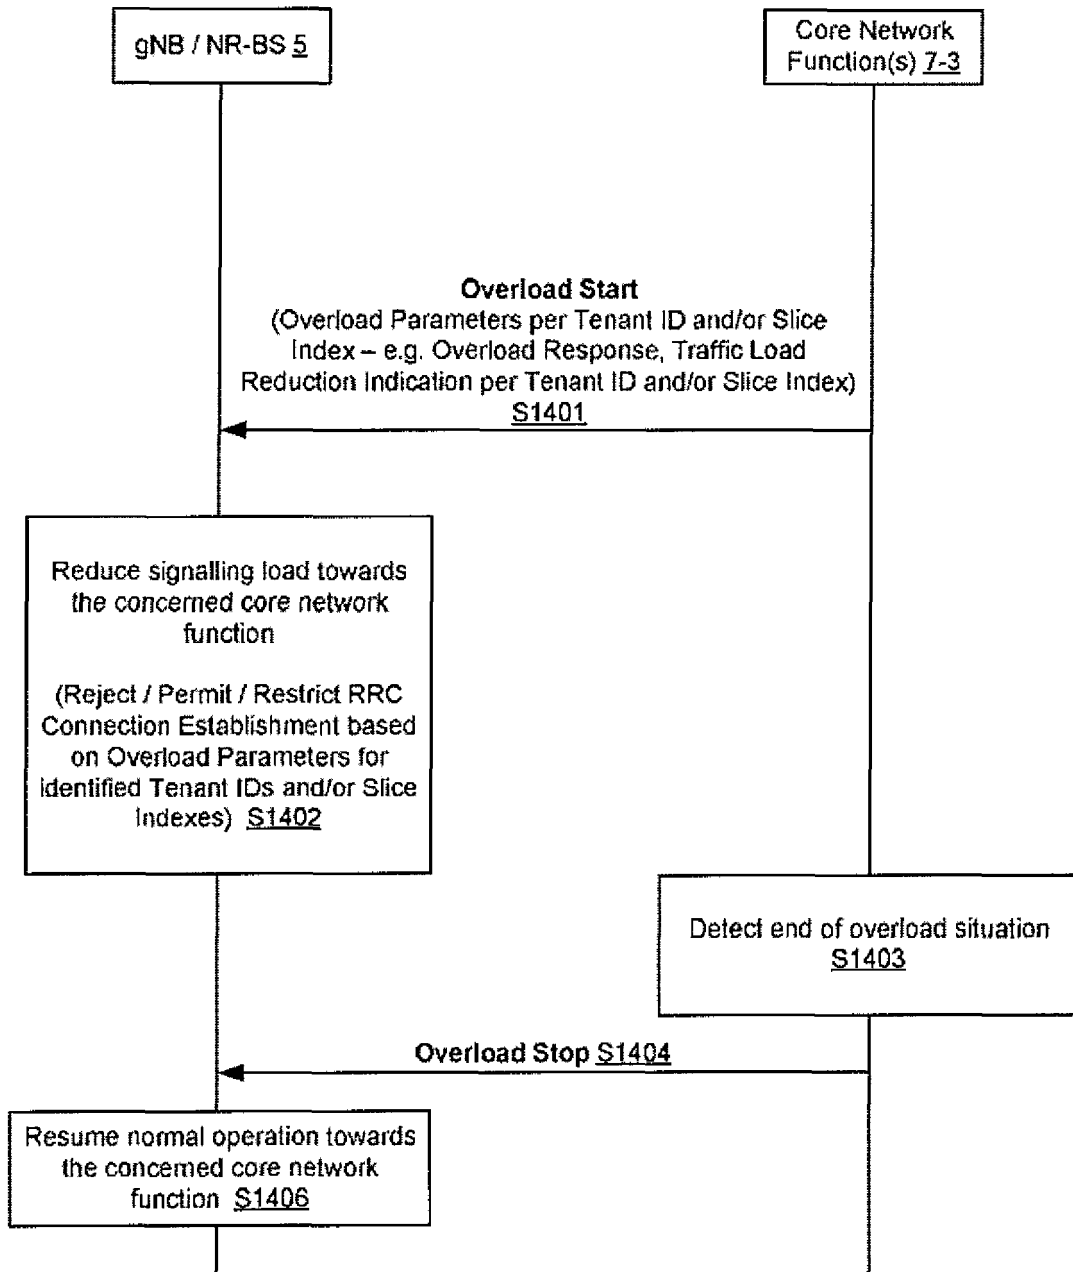 gNB / NR-BS 5
Core Network
Function(s) 7-3
Overload Start
(Overload Parameters per Tenant ID and/or Slice
Index – e.g. Overload Response, Traffic Load
Reduction Indication per Tenant ID and/or Slice Index)
S1401
Reduce signalling load towards
the concerned core network
function
(Reject / Permit / Restrict RRC
Connection Establishment based
on Overload Parameters for
identified Tenant IDs and/or Slice
Indexes) S1402
Detect end of overload situation
S1403
Overload Stop S1404
Resume normal operation towards
the concerned core network
function S1406